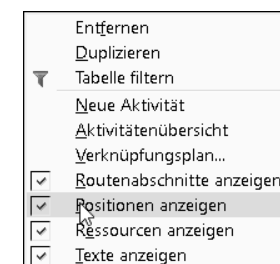 Entfernen
Duplizieren
Tabelle filtern
Neue Aktivität
Aktivitätenübersicht
Verknüpfungsplan...
Routenabschnitte anzeigen
Positionen anzeigen
Ressourcen anzeigen
Texte anzeigen